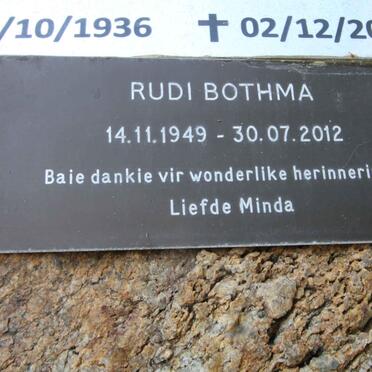 /10/1936 ✝ 02/12/20
RUDI BOTHMA
14.11.1949 - 30.07.2012
Baie dankie vir wonderlike herinneri
Liefde Minda